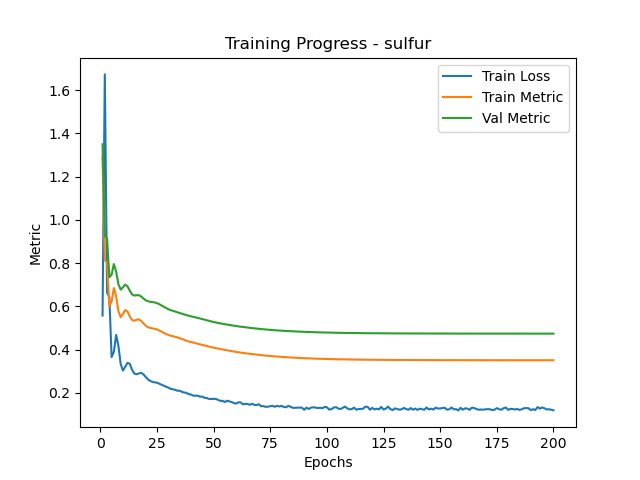 Training Progress - sulfur
Train Loss
Train Metric
Val Metric
Metric
1.6
1.4
1.2
1.0
0.8
0.6
0.4
0.2
0 25 50 75 100 125 150 175 200
Epochs